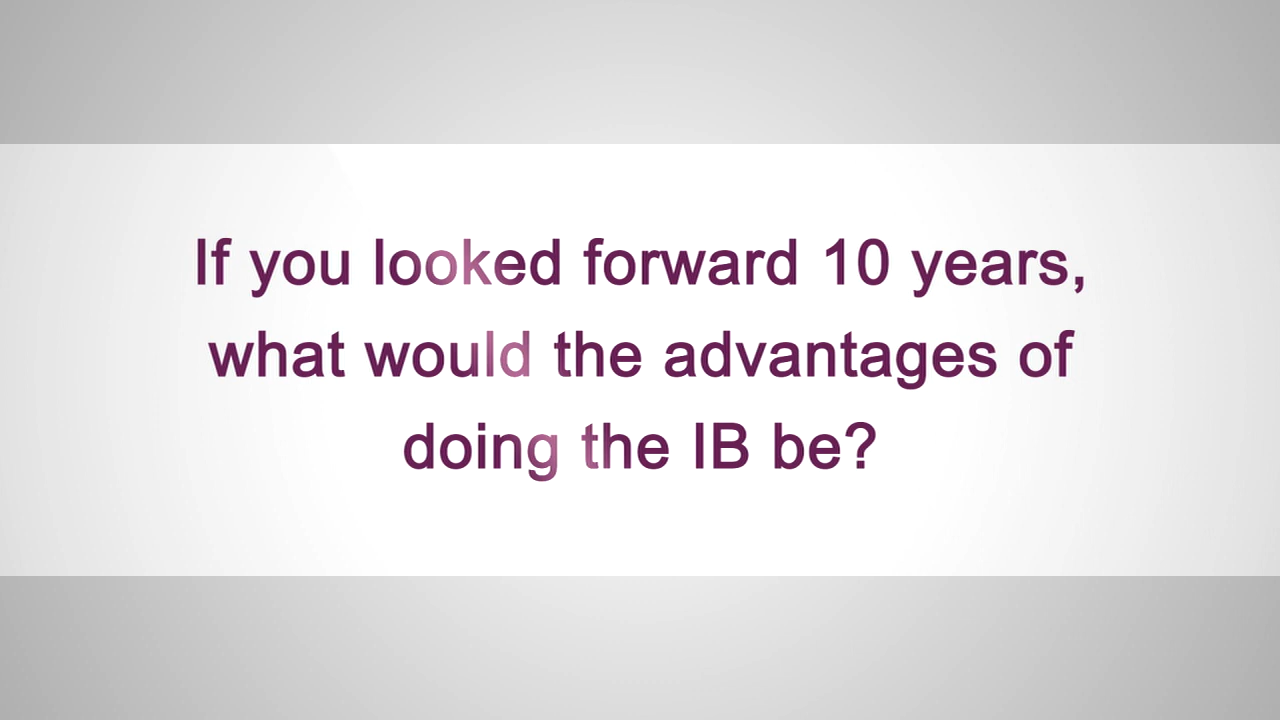 If you looked forward 10 years,
what would the advantages of
doing the IB be?